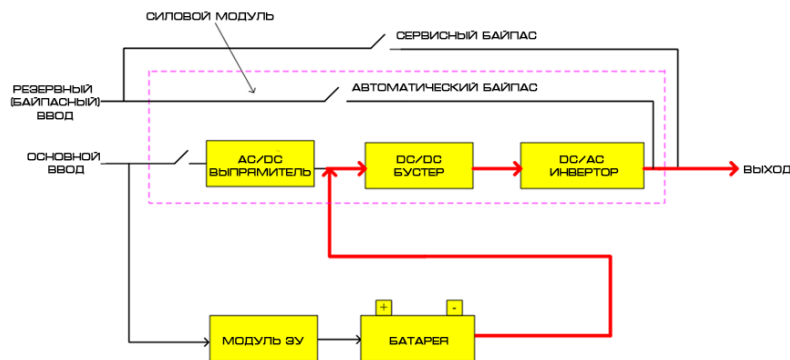 СИЛОВОЙ МОДУЛЬ
СЕРВИСНЫЙ БАЙПАС
РЕЗЕРВНЫЙ
(БАЙПАСНЫЙ)
ВВОД
АВТОМАТИЧЕСКИЙ БАЙПАС
ОСНОВНОЙ
ВВОД
AC/DC
ВЫПРЯМИТЕЛЬ
DC/DC
БУСТЕР
DC/AC
ИНВЕРТОР
ВЫХОД
+
-
МОДУЛЬ ЗУ
БАТАРЕЯ